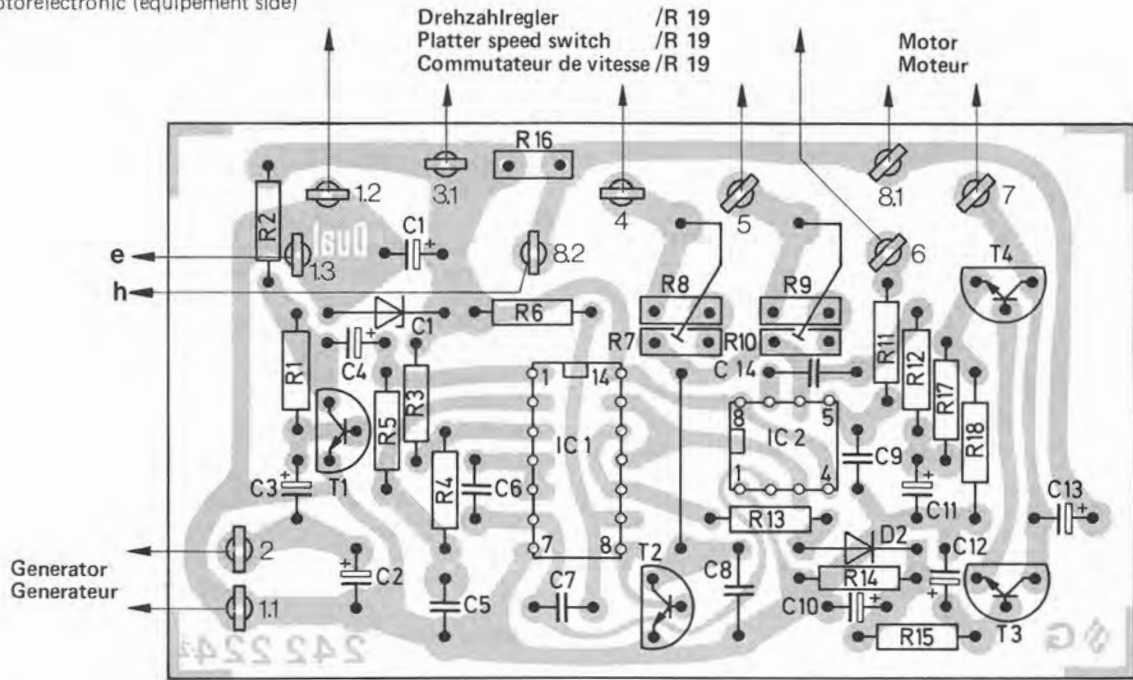 otorelectronic (equipement side)
Drehzahlregler /R 19
Platter speed switch /R 19
Commutateur de vitesse /R 19
Motor
Moteur
R 16
1.2
3.1
4
5
8.1
7
R2
Dual
C1
+
e
1.3
8.2
6
T4
h
R8
R9
C1
R6
R7
R10
R11
R12
R17
R18
C4
+
C 14
R1
R5
R3
1
14
8
5
IC 1
IC 2
C9
T1
R4
C6
1
4
C3
+
R13
C11
+
C13
+
2
7
8
T2
D2
C12
+
Generator
Generateur
C2
+
C8
R14
1.1
C5
C7
C10
+
T3
R15
242 224
G